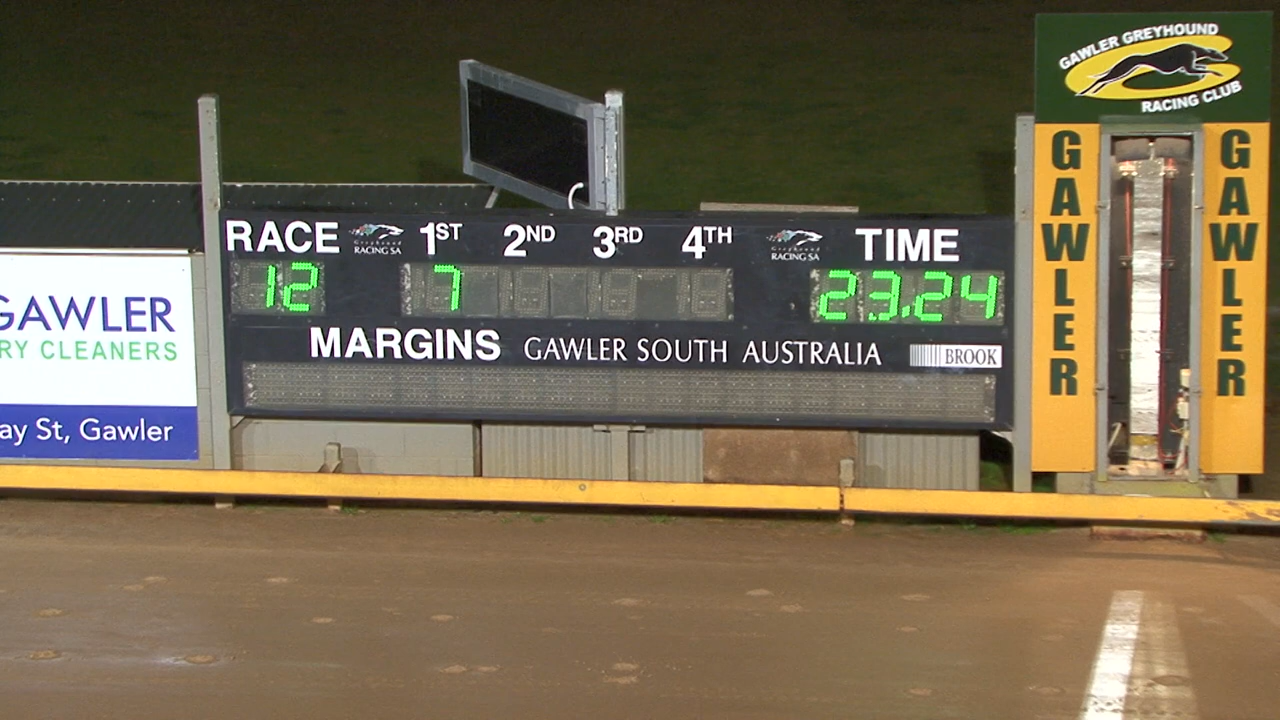 GAWLER GREYHOUND
RACING CLUB
GAWLER
GAWLER
RACE
Greyhound
RACING SA
1ST
2ND
3RD
4TH
Greyhound
RACING SA
TIME
12
7
23.24
MARGINS
GAWLER SOUTH AUSTRALIA
BROOK
GAWLER
RY CLEANERS
ay St, Gawler